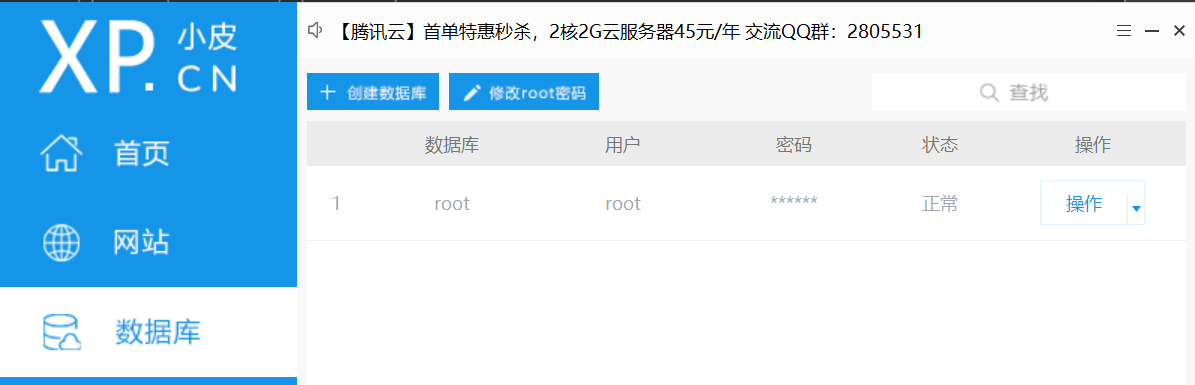 XP.小皮
CN
【腾讯云】首单特惠秒杀，2核2G云服务器45元/年 交流QQ群：2805531
创建数据库 修改root密码 查找
首页
网站
数据库
数据库 用户 密码 状态 操作
1 root root ****** 正常 操作